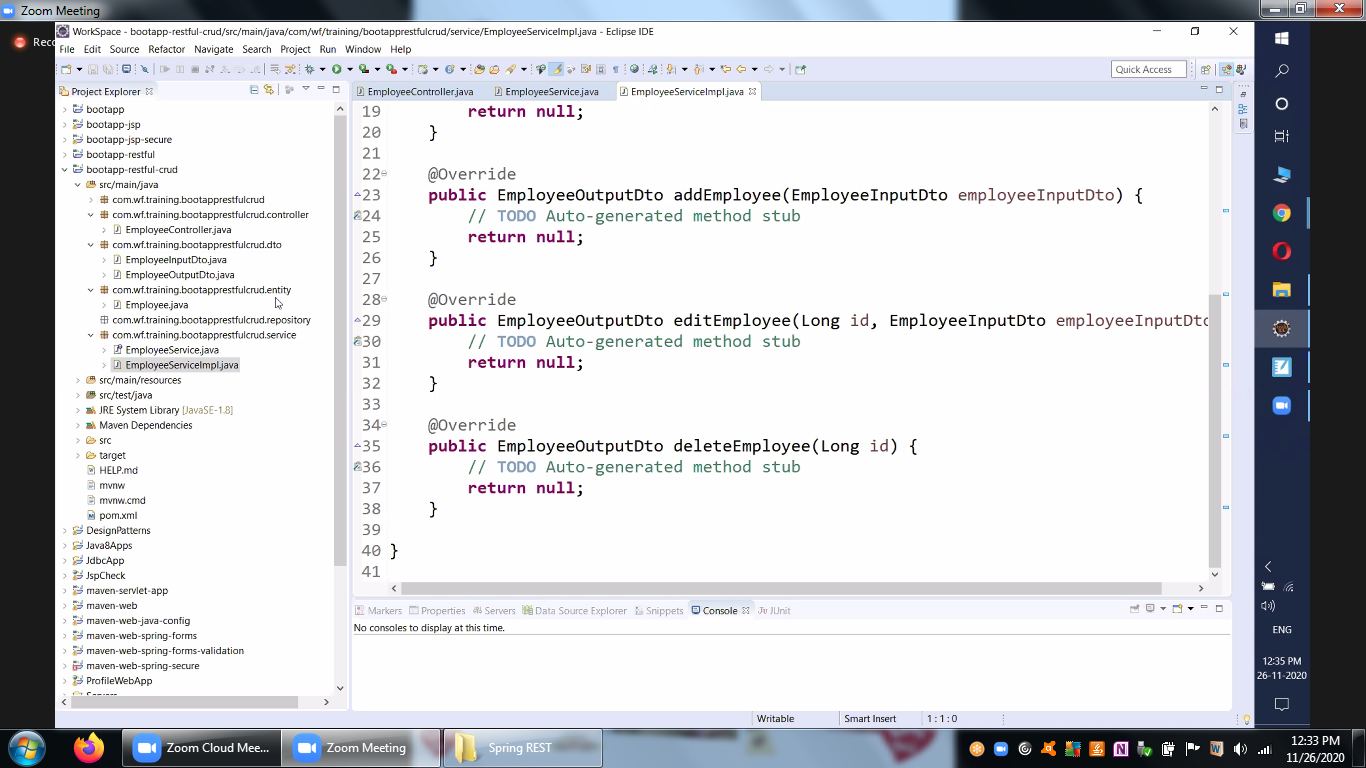 Zoom Meeting
Reco
WorkSpace - bootapp-restful-crud/src/main/java/com/wf/training/bootapprestfulcrud/service/EmployeeServiceImpl.java - Eclipse IDE
File Edit Source Refactor Navigate Search Project Run Window Help
Quick Access
Project Explorer
EmployeeController.java EmployeeService.java EmployeeServiceImpl.java
bootapp
bootapp-jsp
bootapp-jsp-secure
bootapp-restful
bootapp-restful-crud
src/main/java
com.wf.training.bootapprestfulcrud
com.wf.training.bootapprestfulcrud.controller
EmployeeController.java
com.wf.training.bootapprestfulcrud.dto
EmployeeInputDto.java
EmployeeOutputDto.java
com.wf.training.bootapprestfulcrud.entity
Employee.java
com.wf.training.bootapprestfulcrud.repository
com.wf.training.bootapprestfulcrud.service
EmployeeService.java
EmployeeServiceImpl.java
src/main/resources
src/test/java
JRE System Library [JavaSE-1.8]
Maven Dependencies
src
target
HELP.md
mvnw
mvnw.cmd
pom.xml
DesignPatterns
Java8Apps
JdbcApp
JspCheck
maven-servlet-app
maven-web
maven-web-java-config
maven-web-spring-forms
maven-web-spring-forms-validation
maven-web-spring-secure
ProfileWebApp
19 return null;
20 }
21
22 @Override
23 public EmployeeOutputDto addEmployee(EmployeeInputDto employeeInputDto) {
24 // TODO Auto-generated method stub
25 return null;
26 }
27
28 @Override
29 public EmployeeOutputDto editEmployee(Long id, EmployeeInputDto employeeInputDto
30 // TODO Auto-generated method stub
31 return null;
32 }
33
34 @Override
35 public EmployeeOutputDto deleteEmployee(Long id) {
36 // TODO Auto-generated method stub
37 return null;
38 }
39
40 }
41
Markers Properties Servers Data Source Explorer Snippets Console JUnit
No consoles to display at this time.
Writable Smart Insert 1 : 1 : 0
ENG
12:35 PM
26-11-2020
Zoom Cloud Mee... Zoom Meeting Spring REST
12:33 PM
11/26/2020